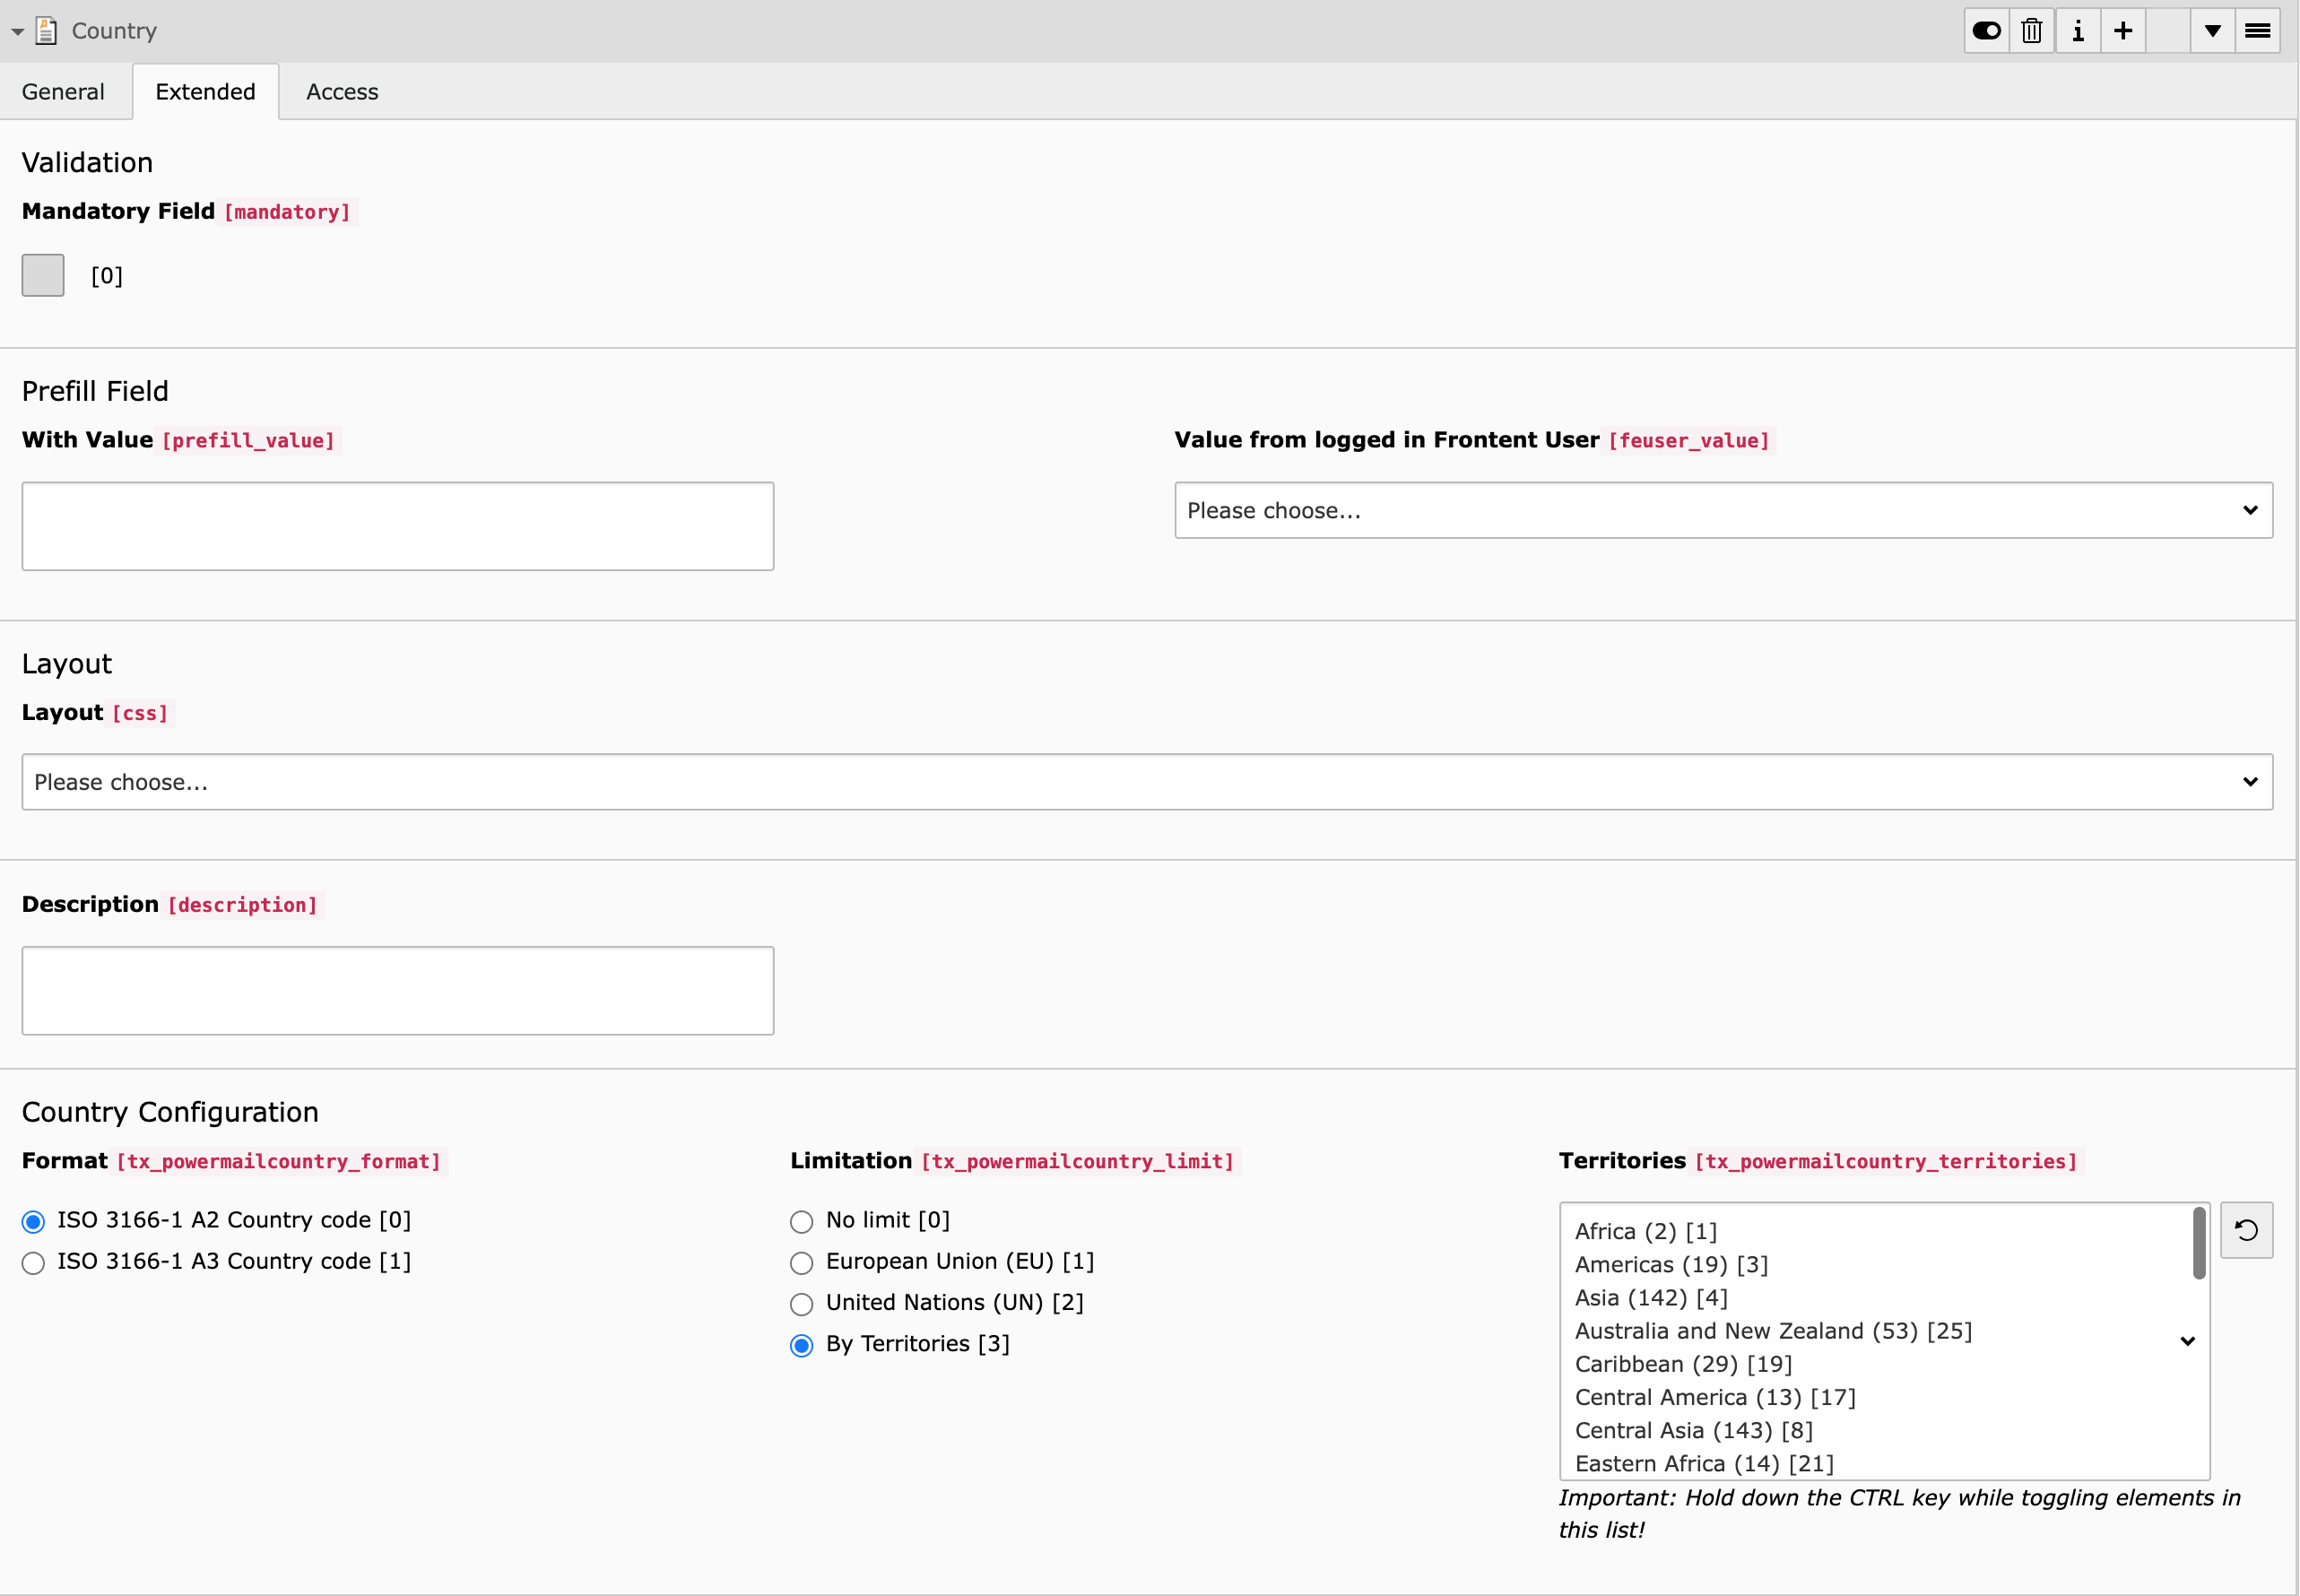 Country
General
Extended
Access
Validation
Mandatory Field [mandatory]
[0]
Prefill Field
With Value [prefill_value]
Value from logged in Frontent User [feuser_value]
Please choose...
Layout
Layout [css]
Please choose...
Description [description]
Country Configuration
Format [tx_powermailcountry_format]
ISO 3166-1 A2 Country code [0]
ISO 3166-1 A3 Country code [1]
Limitation [tx_powermailcountry_limit]
No limit [0]
European Union (EU) [1]
United Nations (UN) [2]
By Territories [3]
Territories [tx_powermailcountry_territories]
Africa (2) [1]
Americas (19) [3]
Asia (142) [4]
Australia and New Zealand (53) [25]
Caribbean (29) [19]
Central America (13) [17]
Central Asia (143) [8]
Eastern Africa (14) [21]
Important: Hold down the CTRL key while toggling elements in
this list!